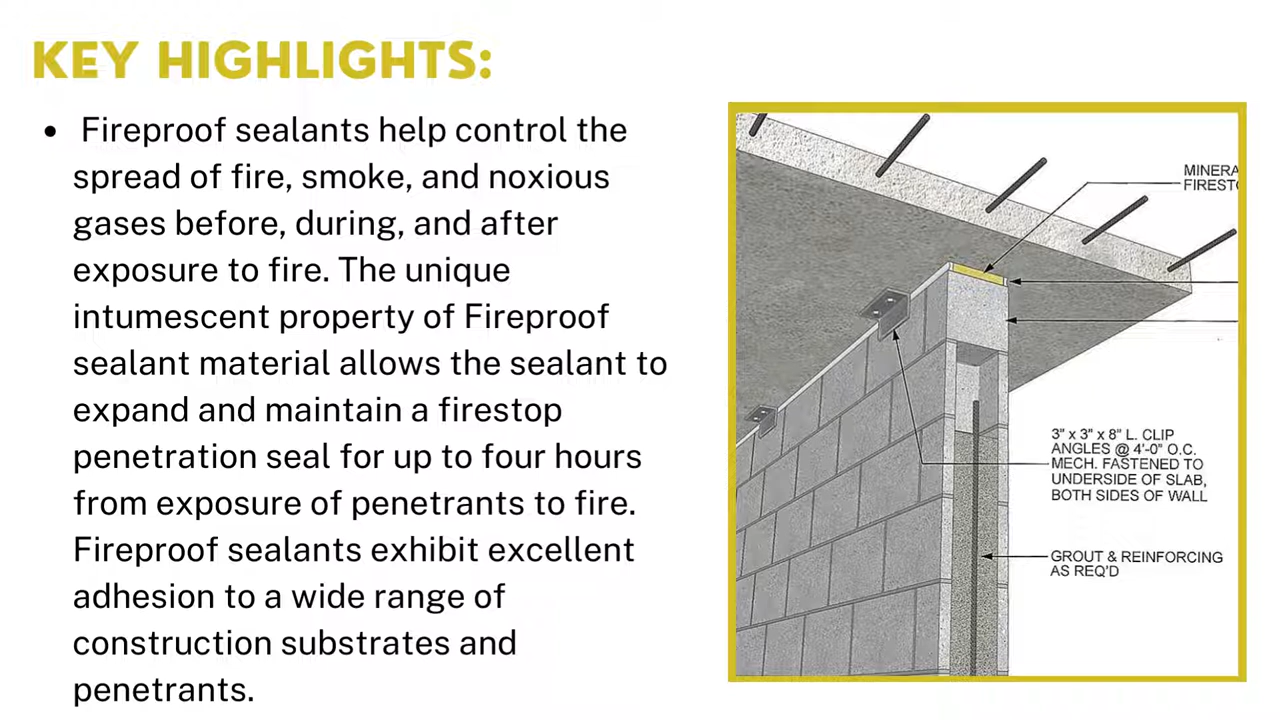 KEY HIGHLIGHTS:
• Fireproof sealants help control the
spread of fire, smoke, and noxious
gases before, during, and after
exposure to fire. The unique
intumescent property of Fireproof
sealant material allows the sealant to
expand and maintain a firestop
penetration seal for up to four hours
from exposure of penetrants to fire.
Fireproof sealants exhibit excellent
adhesion to a wide range of
construction substrates and
penetrants.
3" x 3" x 8" L. CLIP
ANGLES @ 4'-0" O.C.
MECH. FASTENED TO
UNDERSIDE OF SLAB,
BOTH SIDES OF WALL
GROUT & REINFORCING
AS REQ'D